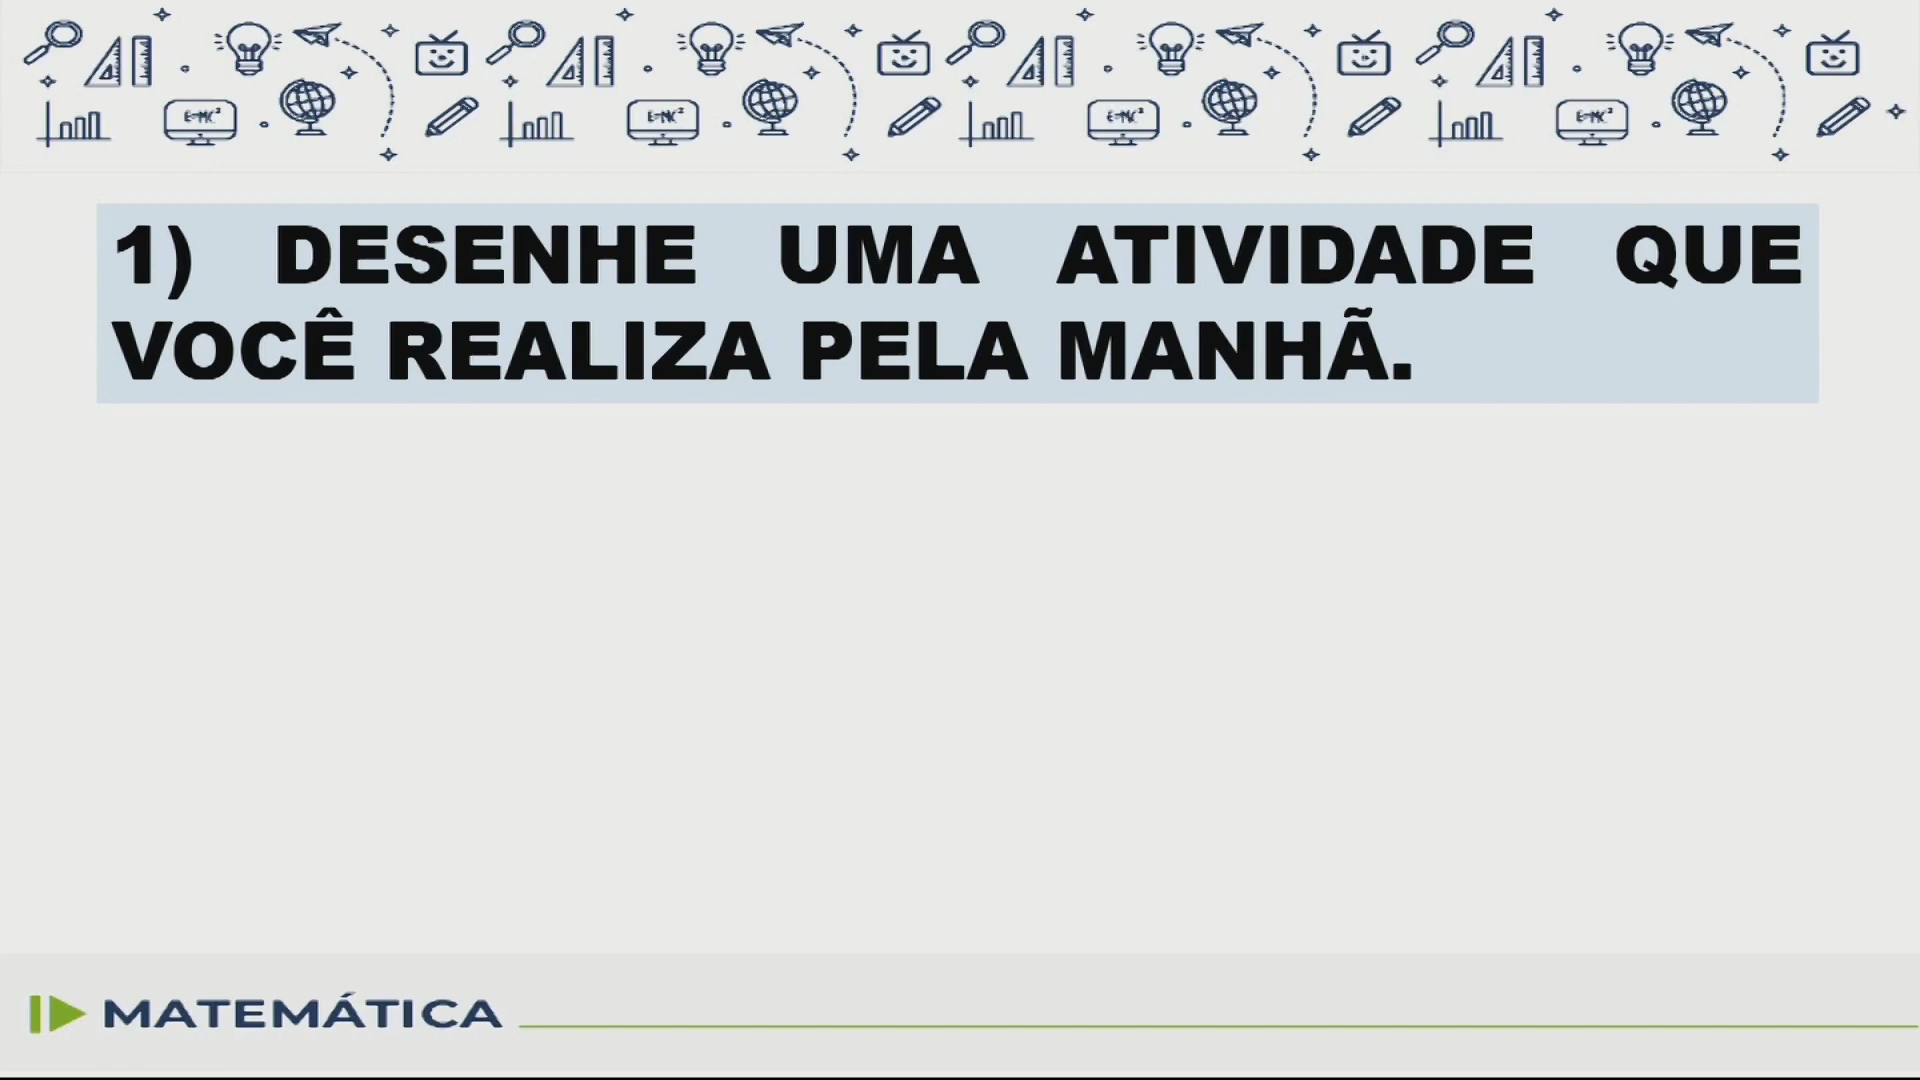 1) DESENHE UMA ATIVIDADE QUE
VOCÊ REALIZA PELA MANHÃ.
MATEMÁTICA